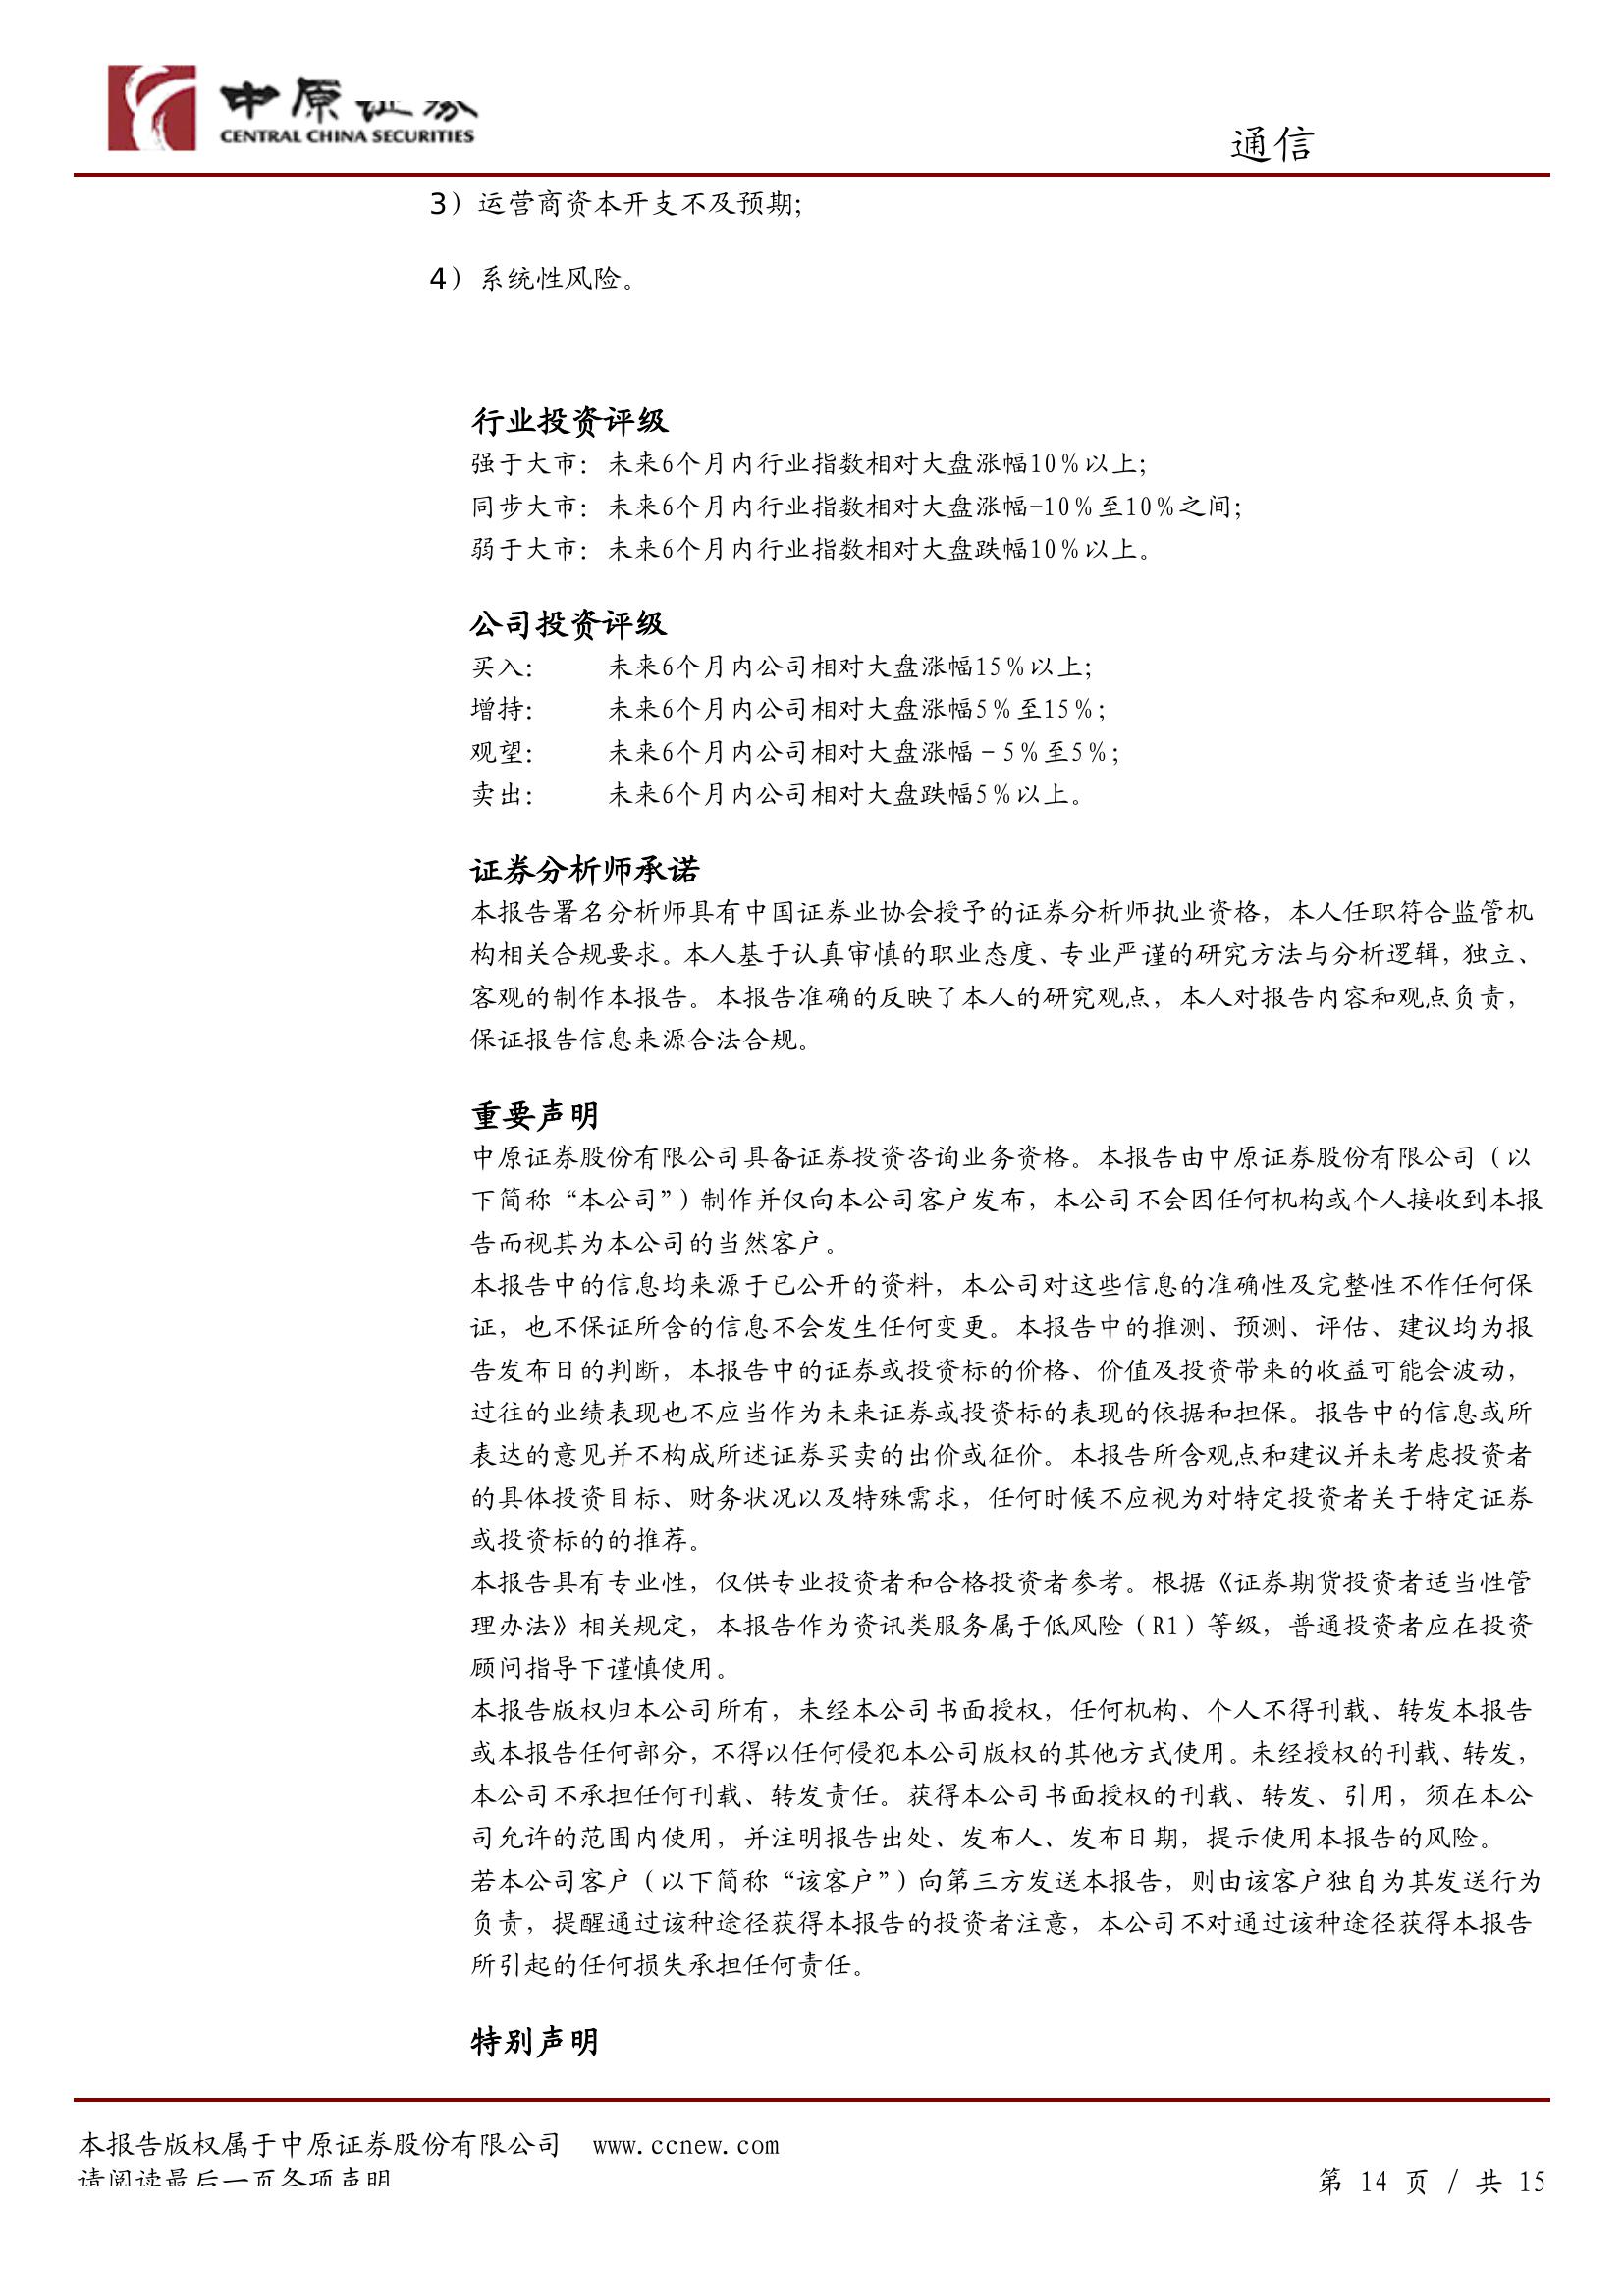 中原证券
CENTRAL CHINA SECURITIES
通信
3）运营商资本开支不及预期；
4）系统性风险。
行业投资评级
强于大市：未来6个月内行业指数相对大盘涨幅10％以上；
同步大市：未来6个月内行业指数相对大盘涨幅-10％至10％之间；
弱于大市：未来6个月内行业指数相对大盘跌幅10％以上。
公司投资评级
买入： 未来6个月内公司相对大盘涨幅15％以上；
增持： 未来6个月内公司相对大盘涨幅5％至15％；
观望： 未来6个月内公司相对大盘涨幅－5％至5％；
卖出： 未来6个月内公司相对大盘跌幅5％以上。
证券分析师承诺
本报告署名分析师具有中国证券业协会授予的证券分析师执业资格，本人任职符合监管机
构相关合规要求。本人基于认真审慎的职业态度、专业严谨的研究方法与分析逻辑，独立、
客观的制作本报告。本报告准确的反映了本人的研究观点，本人对报告内容和观点负责，
保证报告信息来源合法合规。
重要声明
中原证券股份有限公司具备证券投资咨询业务资格。本报告由中原证券股份有限公司（以
下简称“本公司”）制作并仅向本公司客户发布，本公司不会因任何机构或个人接收到本报
告而视其为本公司的当然客户。
本报告中的信息均来源于已公开的资料，本公司对这些信息的准确性及完整性不作任何保
证，也不保证所含的信息不会发生任何变更。本报告中的推测、预测、评估、建议均为报
告发布日的判断，本报告中的证券或投资标的价格、价值及投资带来的收益可能会波动，
过往的业绩表现也不应当作为未来证券或投资标的表现的依据和担保。报告中的信息或所
表达的意见并不构成所述证券买卖的出价或征价。本报告所含观点和建议并未考虑投资者
的具体投资目标、财务状况以及特殊需求，任何时候不应视为对特定投资者关于特定证券
或投资标的的推荐。
本报告具有专业性，仅供专业投资者和合格投资者参考。根据《证券期货投资者适当性管
理办法》相关规定，本报告作为资讯类服务属于低风险（R1）等级，普通投资者应在投资
顾问指导下谨慎使用。
本报告版权归本公司所有，未经本公司书面授权，任何机构、个人不得刊载、转发本报告
或本报告任何部分，不得以任何侵犯本公司版权的其他方式使用。未经授权的刊载、转发，
本公司不承担任何刊载、转发责任。获得本公司书面授权的刊载、转发、引用，须在本公
司允许的范围内使用，并注明报告出处、发布人、发布日期，提示使用本报告的风险。
若本公司客户（以下简称“该客户”）向第三方发送本报告，则由该客户独自为其发送行为
负责，提醒通过该种途径获得本报告的投资者注意，本公司不对通过该种途径获得本报告
所引起的任何损失承担任何责任。
特别声明
本报告版权属于中原证券股份有限公司 www.ccnew.com
请阅读最后一页各项声明
第 14 页 / 共 15